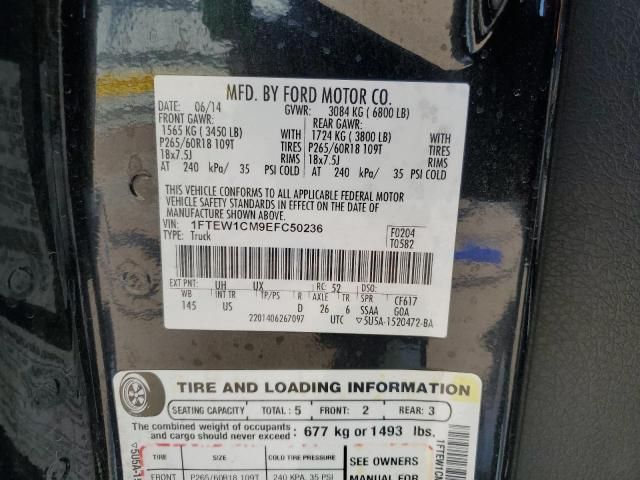 MFD. BY FORD MOTOR CO.
DATE: 06/14 GVWR: 3084 KG ( 6800 LB)
FRONT GAWR: REAR GAWR:
1565 KG ( 3450 LB) WITH 1724 KG ( 3800 LB) WITH
P265/60R18 109T TIRES P265/60R18 109T TIRES
18x7.5J RIMS 18x7.5J RIMS
AT 240 kPa/ 35 PSI COLD AT 240 kPa/ 35 PSI COLD
THIS VEHICLE CONFORMS TO ALL APPLICABLE FEDERAL MOTOR
VEHICLE SAFETY STANDARDS IN EFFECT ON THE DATE OF
MANUFACTURE SHOWN ABOVE.
VIN: 1FTEW1CM9EFC50236 F0204
TYPE: Truck T0582
EXT PNT: UH UX RC: 52 DSO:
WB INT TR TP/PS R AXLE TR SPR CF617
145 US D 26 6 SSAA GOA
2201406267097 UTC ▽5U5A-1520472-BA
TIRE AND LOADING INFORMATION
SEATING CAPACITY TOTAL: 5 FRONT: 2 REAR: 3
The combined weight of occupants and cargo should never exceed: 677 kg or 1493 lbs.
TIRE SIZE COLD TIRE PRESSURE SEE OWNERS
FRONT P265/60R18 109T 240 KPA, 35 PSI MANUAL FOR
▽5U5A-15
1FTEW1CM